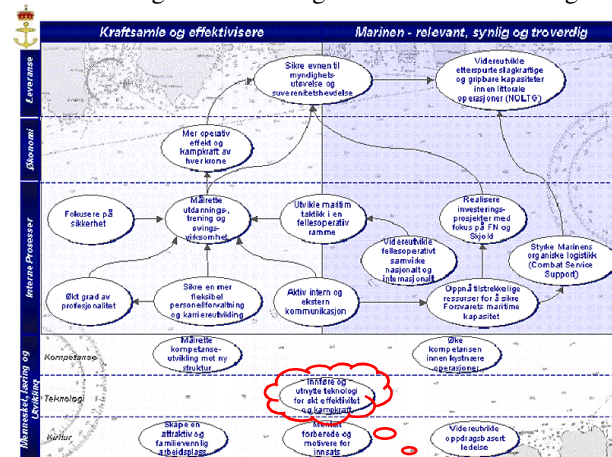 Kraftsamle og effektivisere
Marinen - relevant, synlig og troverdig
Leveranse
Sikre evnen til
myndighets-
utøvelse og
suverenitetshevdelse
Videreutvikle
etterspurte slagkraftige
og gripbare kapasiteter
innen littorale
operasjoner (NOLTG)
Økonomi
Mer operativ
effekt og
kampkraft av
hver krone
Interne Prosesser
Fokusere på
sikkerhet
Målrette
utdannings-,
trening og
øvings-
virksomhet
Utvikle maritim
taktikk i en
fellesoperativ
ramme
Realisere
investerings-
prosjekter med
fokus på FN og
Skjold
Videreutvikle
fellesoperativt
samvirke
nasjonalt og
internasjonalt
Styrke Marinens
organiske logistikk
(Combat Service
Support)
Økt grad av
profesjonalitet
Sikre en mer
fleksibel
personellforvaltning
og karriereutvikling
Aktiv intern og
ekstern
kommunikasjon
Oppnå tilstrekkelige
ressurser for å sikre
Forsvarets maritime
kapasitet
Mennesket, læring og
Utvikling
Kompetanse
Målrette
kompetanse-
utvikling mot ny
struktur
Øke
kompetansen
innen kystnære
operasjoner
Teknologi
Innføre og
utnytte teknologi
for økt effektivitet
og kampkraft
Kultur
Skape en
attraktiv og
familievennlig
arbeidsplass
Mentalt
forberede og
motivere for
innsats
Videreutvikle
oppdragsbasert
ledelse